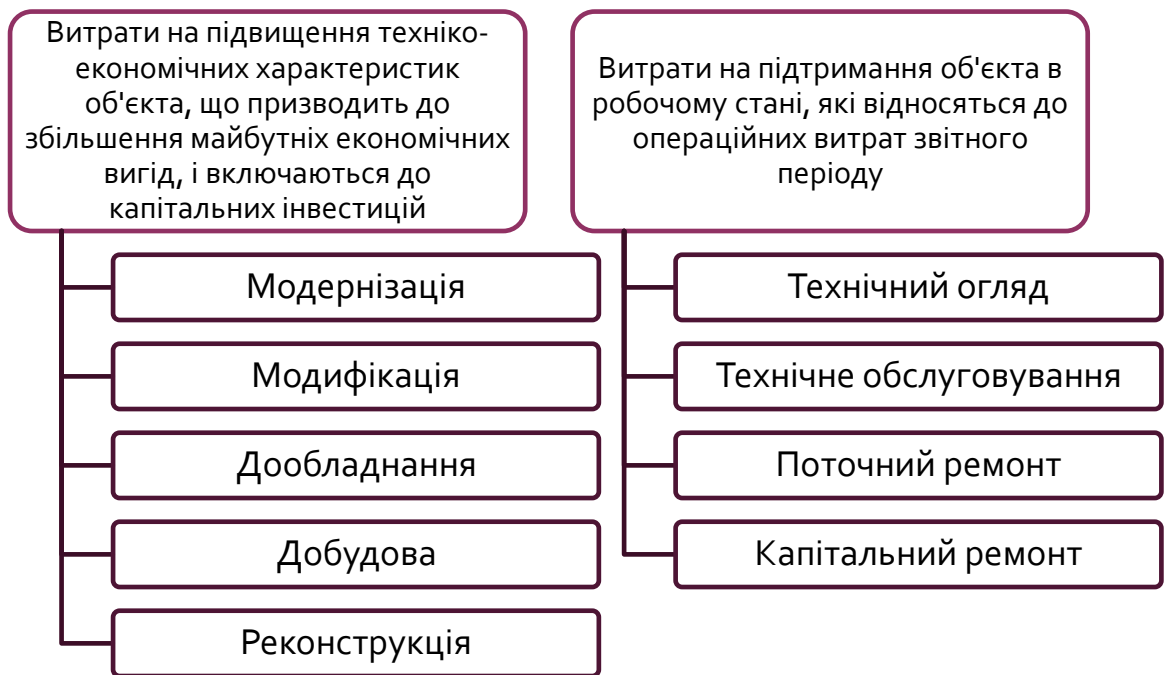 Витрати на підвищення техніко-
економічних характеристик
об'єкта, що призводить до
збільшення майбутніх економічних
вигід, і включаються до
капітальних інвестицій
Модернізація
Модифікація
Дообладнання
Добудова
Реконструкція
Витрати на підтримання об'єкта в
робочому стані, які відносяться до
операційних витрат звітного
періоду
Технічний огляд
Технічне обслуговування
Поточний ремонт
Капітальний ремонт